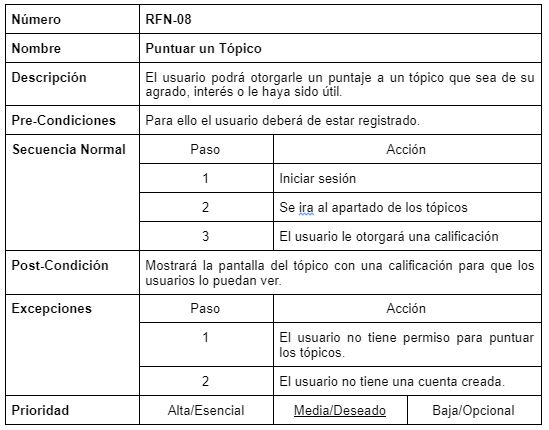 Número RFN-08
Nombre Puntuar un Tópico
Descripción El usuario podrá otorgarle un puntaje a un tópico que sea de su
agrado, interés o le haya sido útil.
Pre-Condiciones Para ello el usuario deberá de estar registrado.
Secuencia Normal Paso Acción
1 Iniciar sesión
2 Se ira al apartado de los tópicos
3 El usuario le otorgará una calificación
Post-Condición Mostrará la pantalla del tópico con una calificación para que los
usuarios lo puedan ver.
Excepciones Paso Acción
1 El usuario no tiene permiso para puntuar
los tópicos.
2 El usuario no tiene una cuenta creada.
Prioridad Alta/Esencial Media/Deseado Baja/Opcional